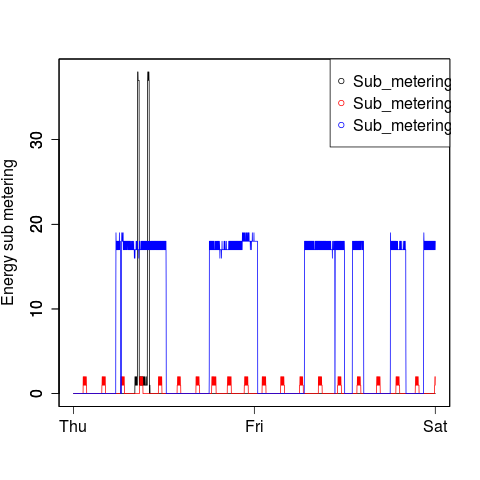 Sub_metering
Sub_metering
Sub_metering
Energy sub metering
30
20
10
0
Thu Fri Sat